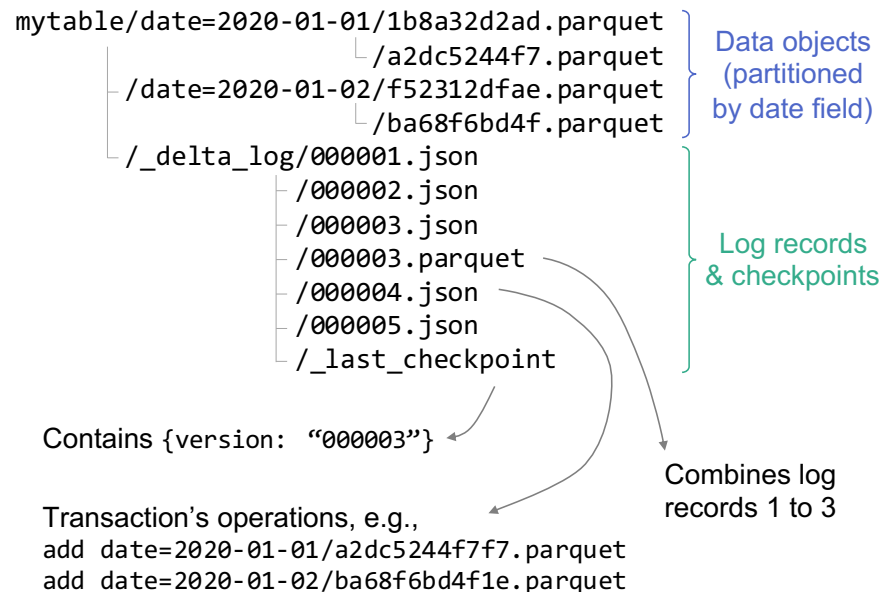 mytable/date=2020-01-01/1b8a32d2ad.parquet
/a2dc5244f7.parquet
/date=2020-01-02/f52312dfae.parquet
/ba68f6bd4f.parquet
/_delta_log/000001.json
/000002.json
/000003.json
/000003.parquet
/000004.json
/000005.json
/_last_checkpoint
Data objects
(partitioned
by date field)
Log records
& checkpoints
Contains {version: “000003”}
Combines log
records 1 to 3
Transaction’s operations, e.g.,
add date=2020-01-01/a2dc5244f7f7.parquet
add date=2020-01-02/ba68f6bd4f1e.parquet